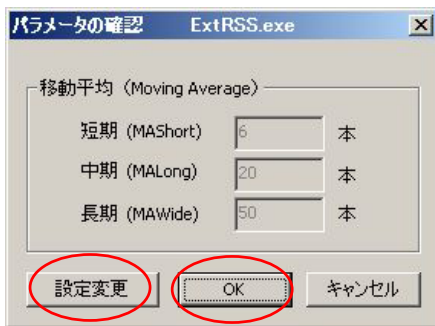 パラメータの確認 ExtRSS.exe
移動平均 (Moving Average)
短期 (MAShort) 6 本
中期 (MALong) 20 本
長期 (MAWide) 50 本
設定変更 OK キャンセル